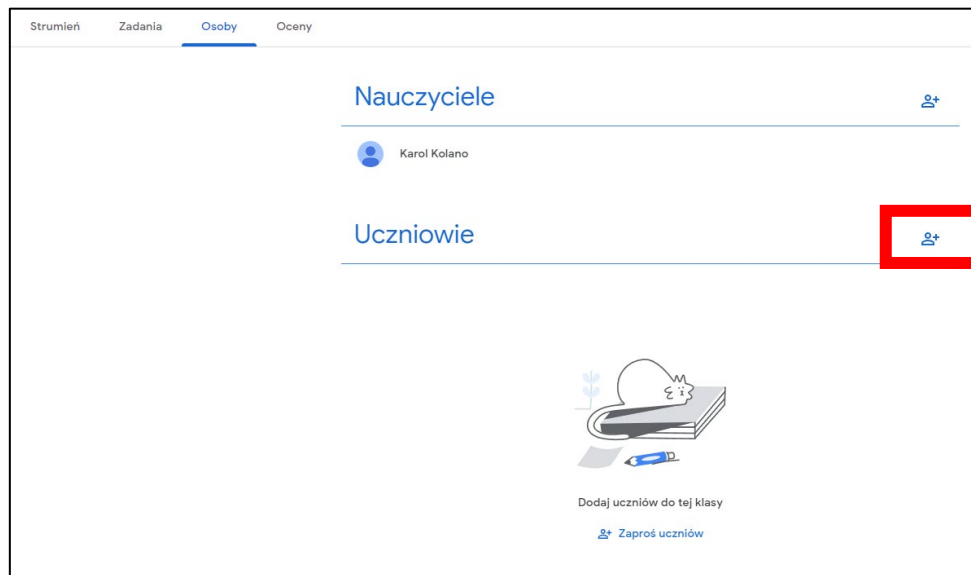 Strumień Zadania Osoby Oceny
Nauczyciele
Karol Kolano
Uczniowie
Dodaj uczniów do tej klasy
Zaproś uczniów